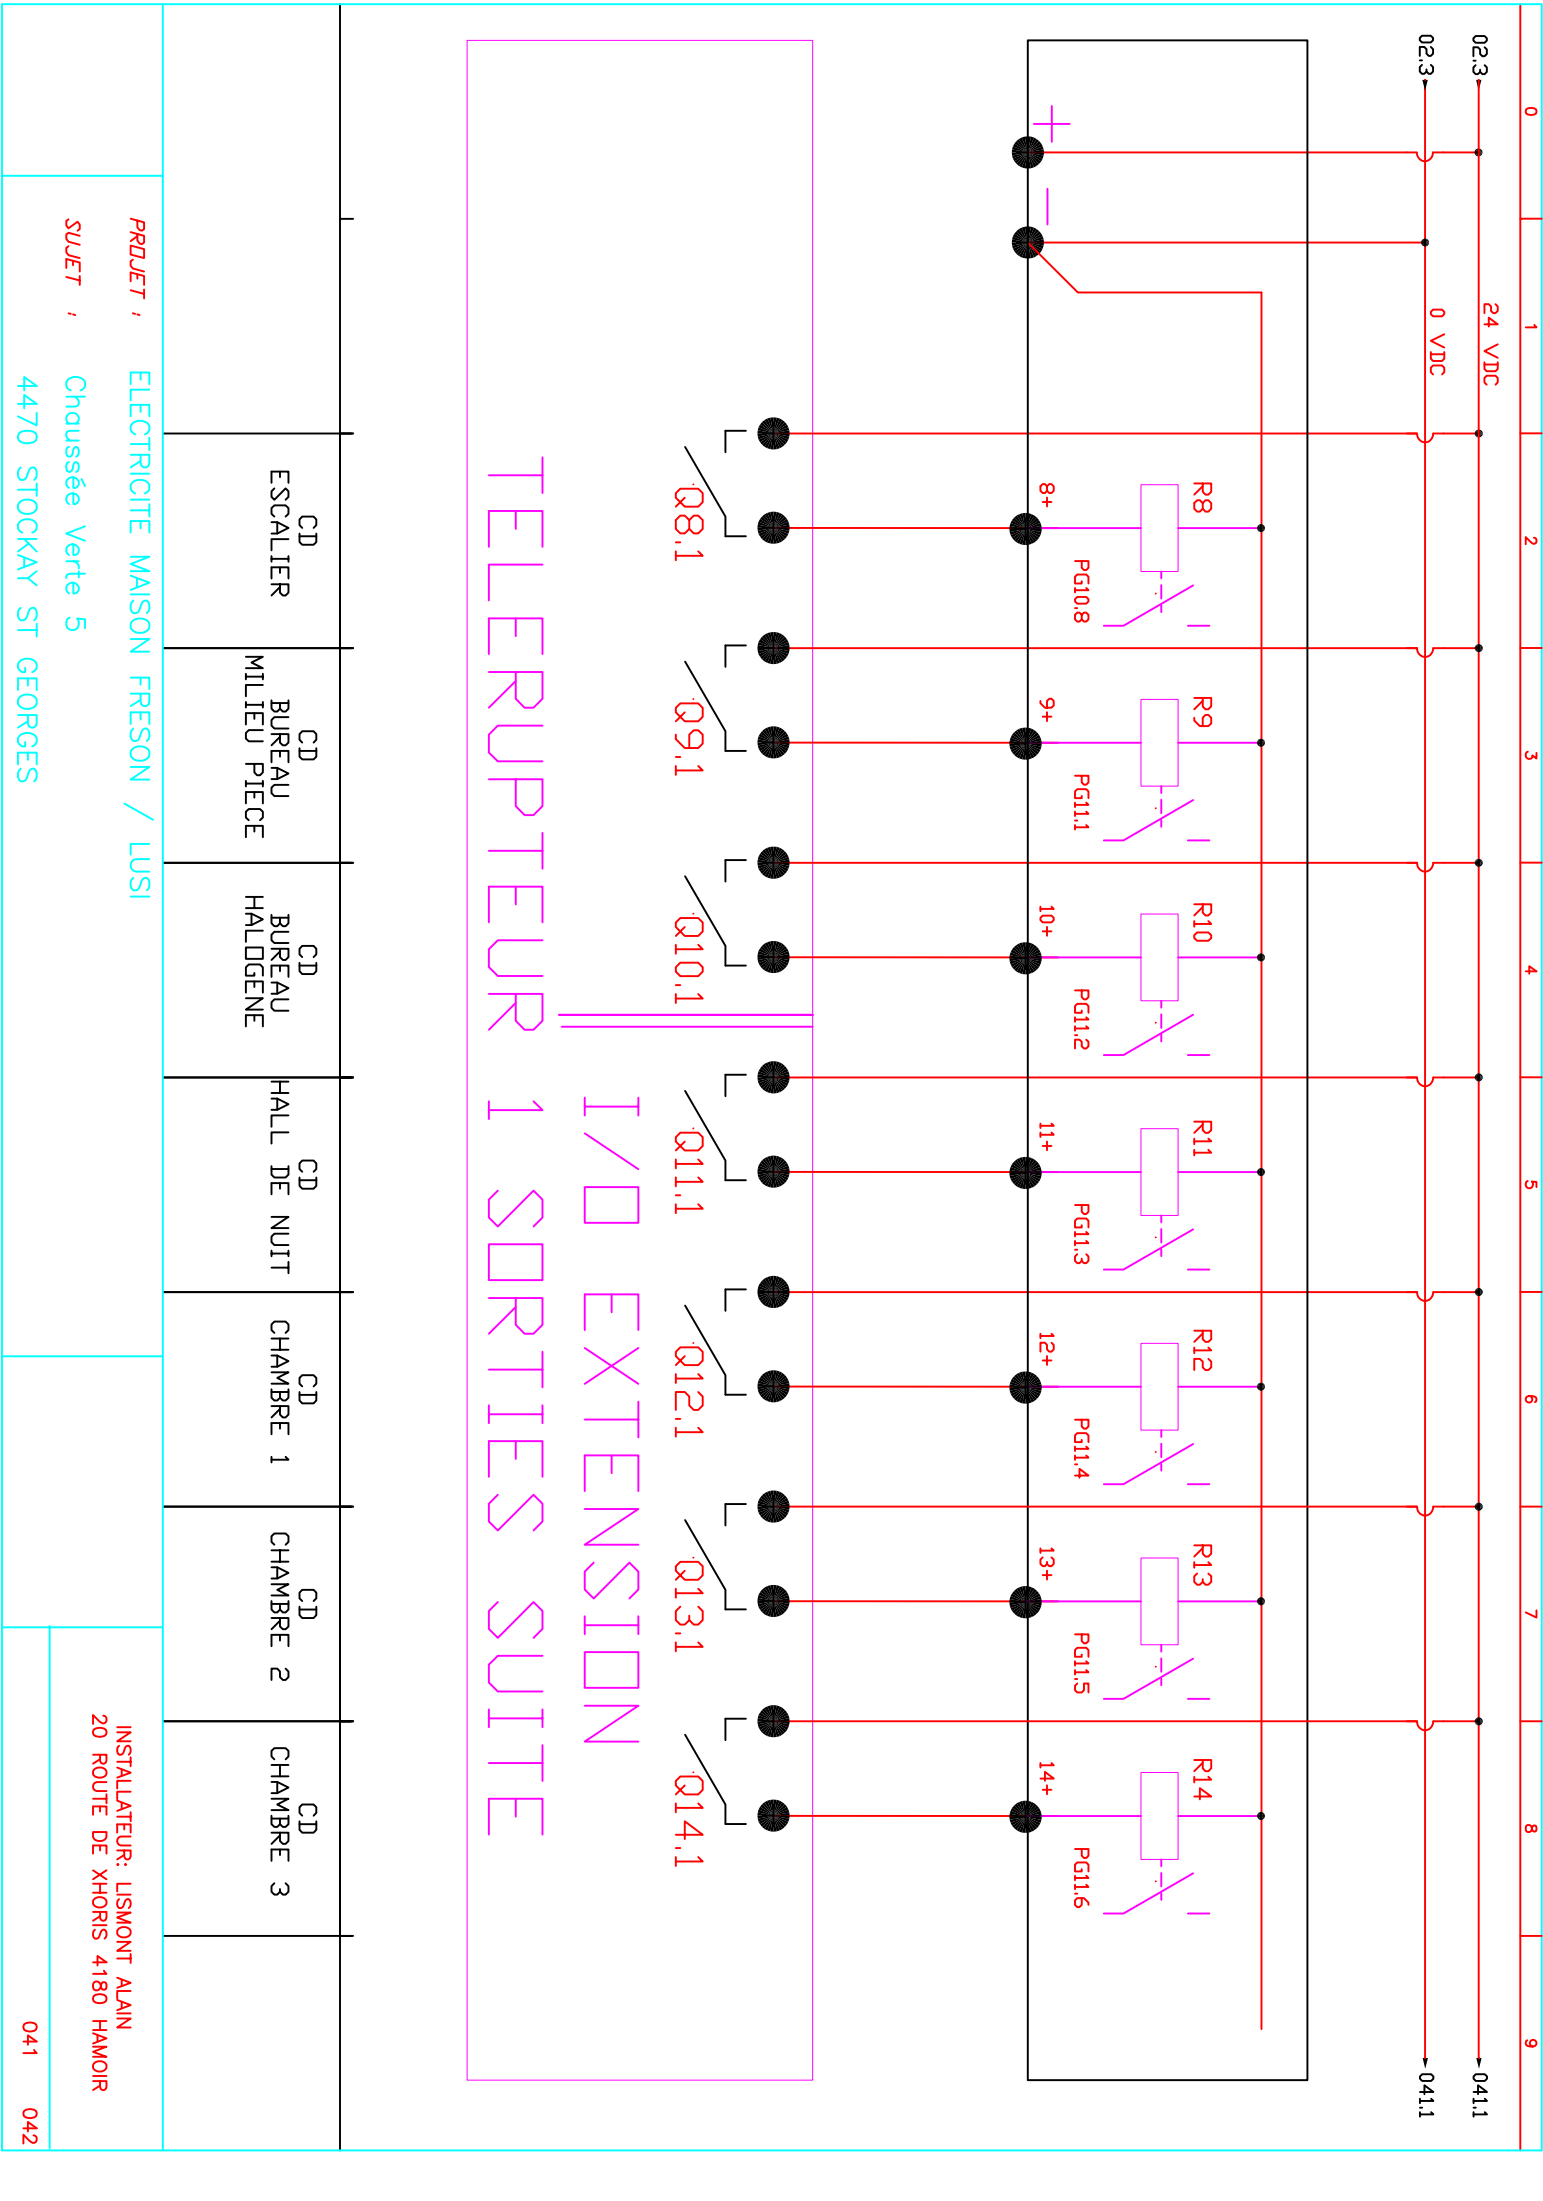 0 1 2 3 4 5 6 7 8 9
02.3 041.1
24 VDC
02.3 041.1
0 VDC
R8 R9 R10 R11 R12 R13 R14
PG10.8 PG11.1 PG11.2 PG11.3 PG11.4 PG11.5 PG11.6
+ - 8+ 9+ 10+ 11+ 12+ 13+ 14+
Q8.1 Q9.1 Q10.1 Q11.1 Q12.1 Q13.1 Q14.1
I/O EXTENSION
TELERUPTEUR 1 SORTIES SUITE
CD
ESCALIER
CD
BUREAU
MILIEU PIECE
CD
BUREAU
HALOGENE
CD
HALL DE NUIT
CD
CHAMBRE 1
CD
CHAMBRE 2
CD
CHAMBRE 3
PROJET : ELECTRICITE MAISON FRESON / LUSI
SUJET : Chaussée Verte 5
4470 STOCKAY ST GEORGES
INSTALLATEUR: LISMONT ALAIN
20 ROUTE DE XHORIS 4180 HAMOIR
041 042